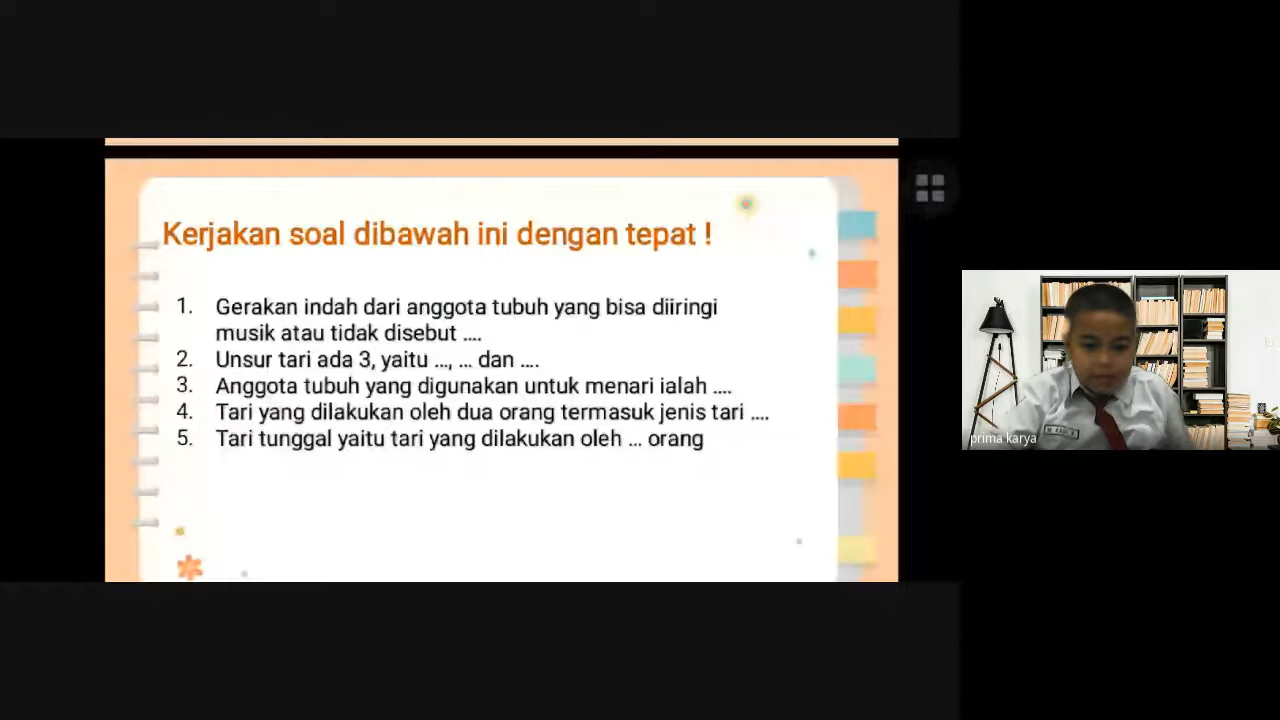 Kerjakan soal dibawah ini dengan tepat !
1. Gerakan indah dari anggota tubuh yang bisa diiringi
musik atau tidak disebut ....
2. Unsur tari ada 3, yaitu ..., ... dan ....
3. Anggota tubuh yang digunakan untuk menari ialah ....
4. Tari yang dilakukan oleh dua orang termasuk jenis tari ....
5. Tari tunggal yaitu tari yang dilakukan oleh ... orang
prima karya